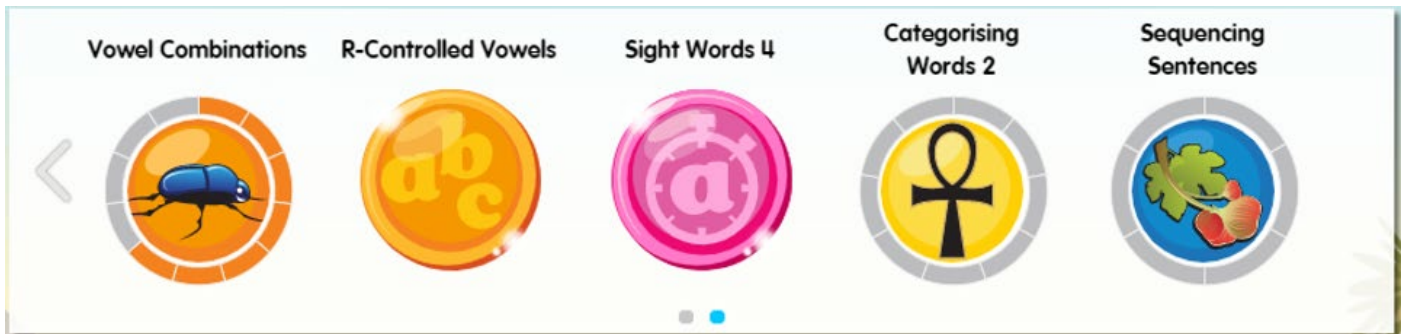 Vowel Combinations
R-Controlled Vowels
Sight Words 4
Categorising
Words 2
Sequencing
Sentences
a b c
a